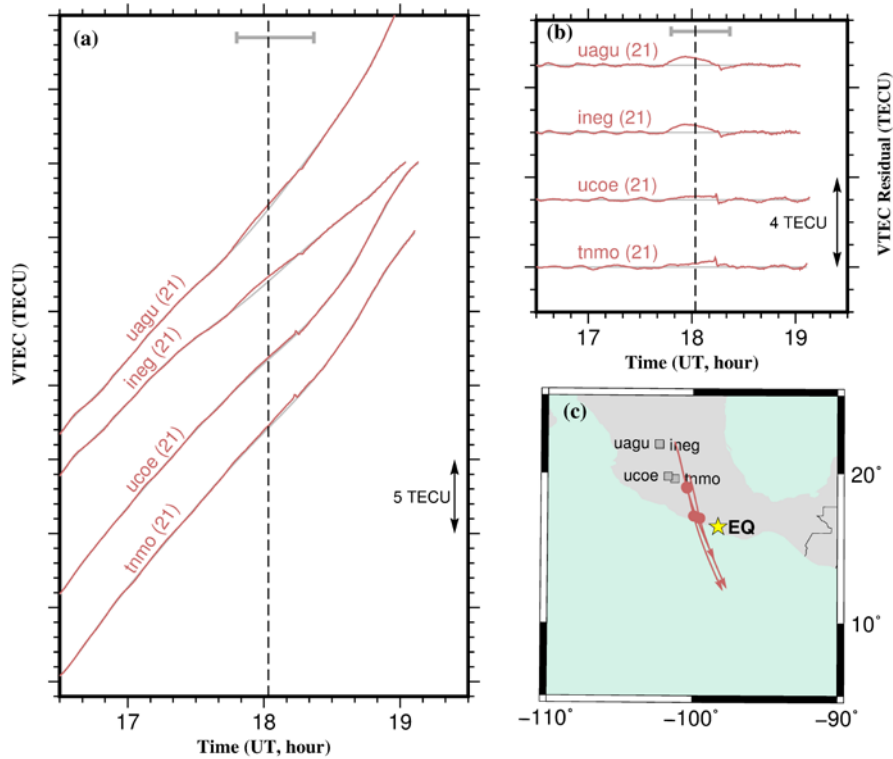 (a)
VTEC (TECU)
uagu (21)
ineg (21)
ucoe (21)
tnmo (21)
5 TECU
17 18 19
Time (UT, hour)
(b)
uagu (21)
ineg (21)
ucoe (21)
tnmo (21)
4 TECU
VTEC Residual (TECU)
17 18 19
Time (UT, hour)
(c)
uagu ineg
ucoe tnmo
EQ
20°
10°
−110° −100° −90°